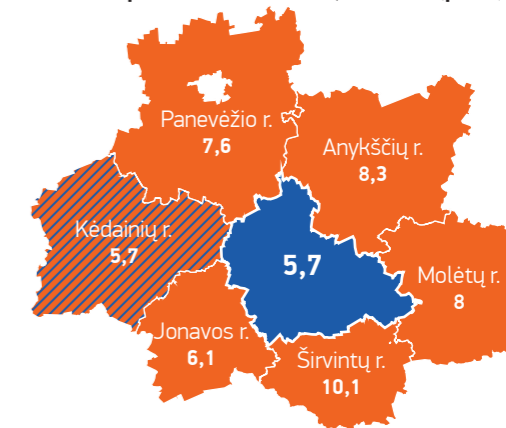 Panevėžio r.
7,6
Anykščių r.
8,3
Kėdainių r.
5,7
5,7
Molėtų r.
8
Jonavos r.
6,1
Širvintų r.
10,1